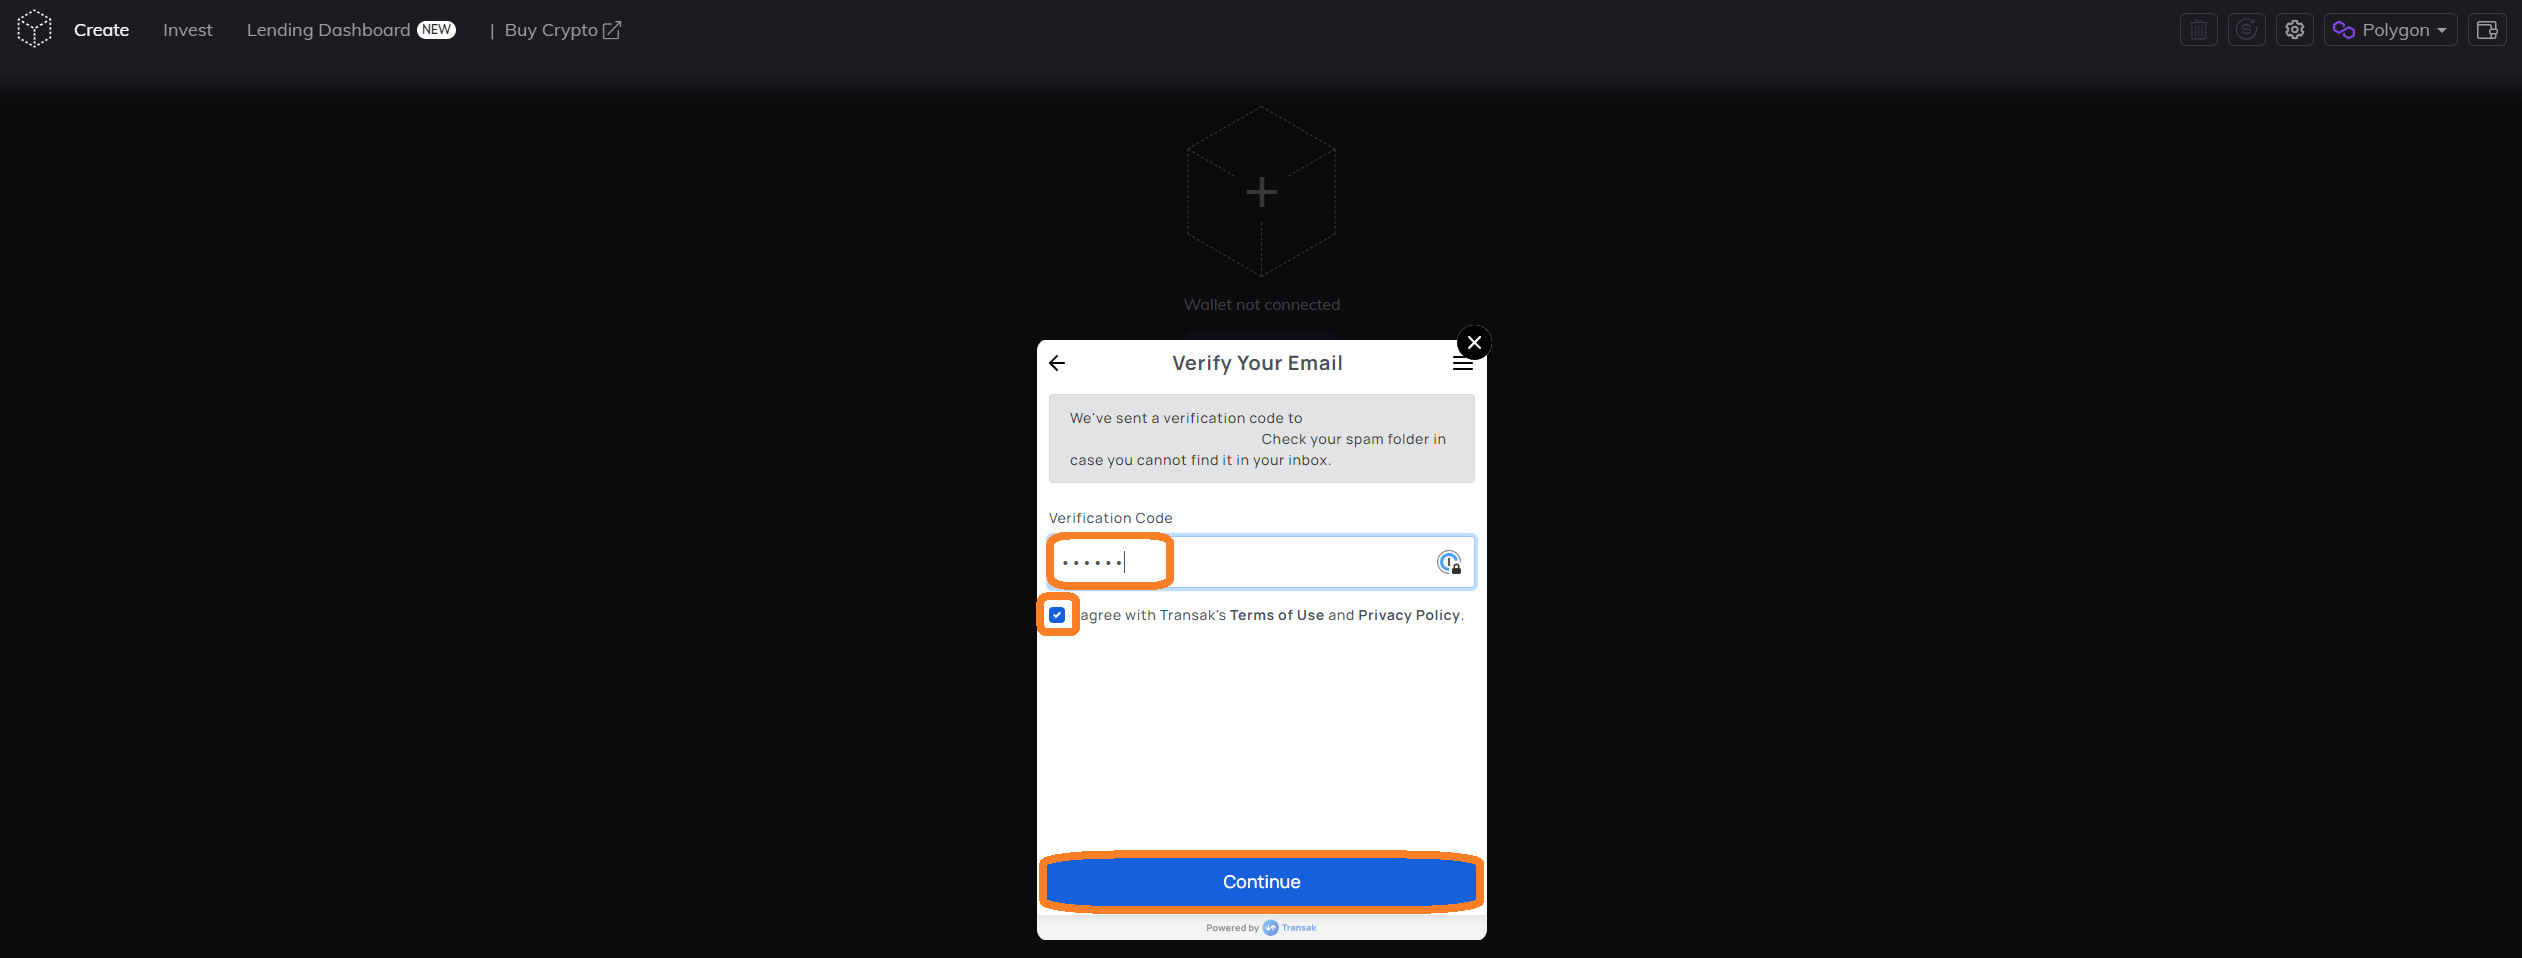 Create Invest Lending Dashboard NEW | Buy Crypto Polygon
Wallet not connected
Verify Your Email
We've sent a verification code to
Check your spam folder in
case you cannot find it in your inbox.
Verification Code
••••••
agree with Transak's Terms of Use and Privacy Policy.
Continue
Powered by Transak